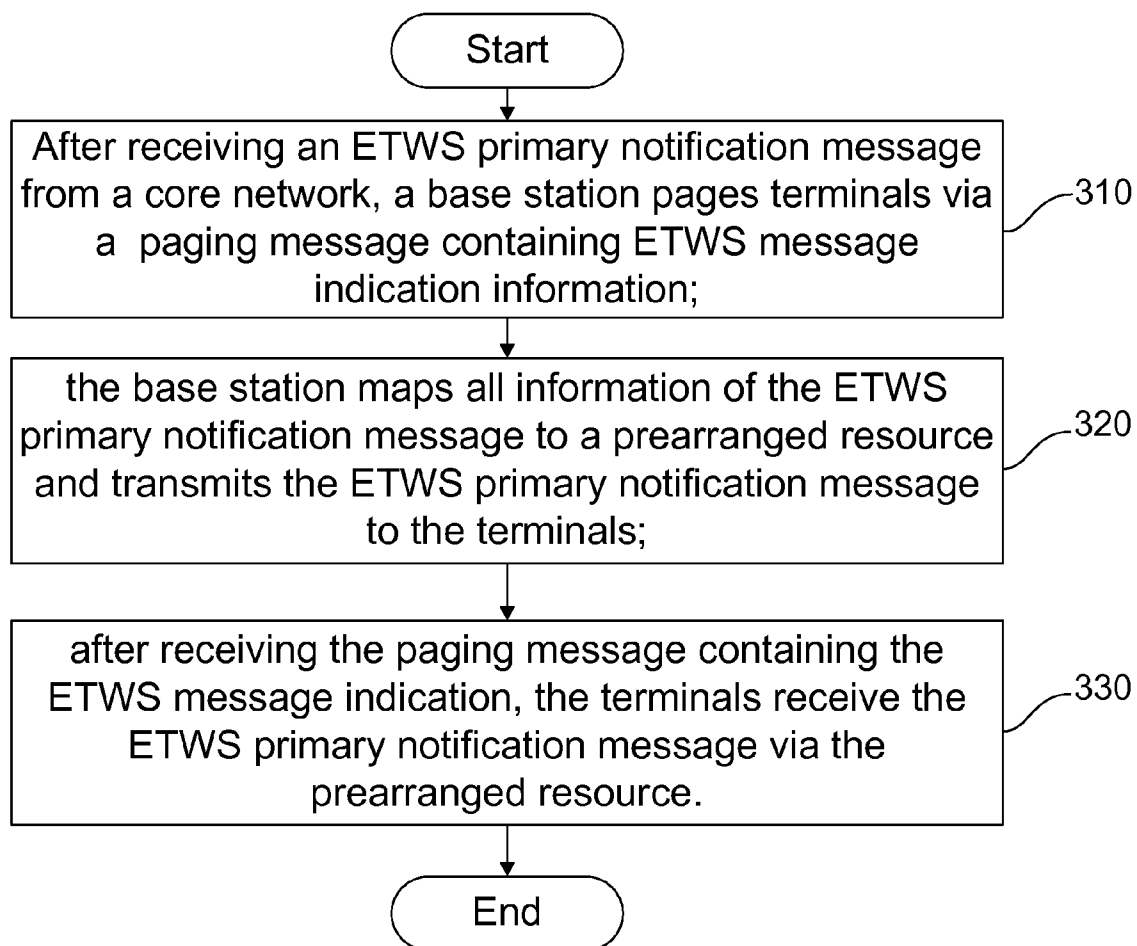 Start
After receiving an ETWS primary notification message
from a core network, a base station pages terminals via
a paging message containing ETWS message
indication information;
310
the base station maps all information of the ETWS
primary notification message to a prearranged resource
and transmits the ETWS primary notification message
to the terminals;
320
after receiving the paging message containing the
ETWS message indication, the terminals receive the
ETWS primary notification message via the
prearranged resource.
330
End